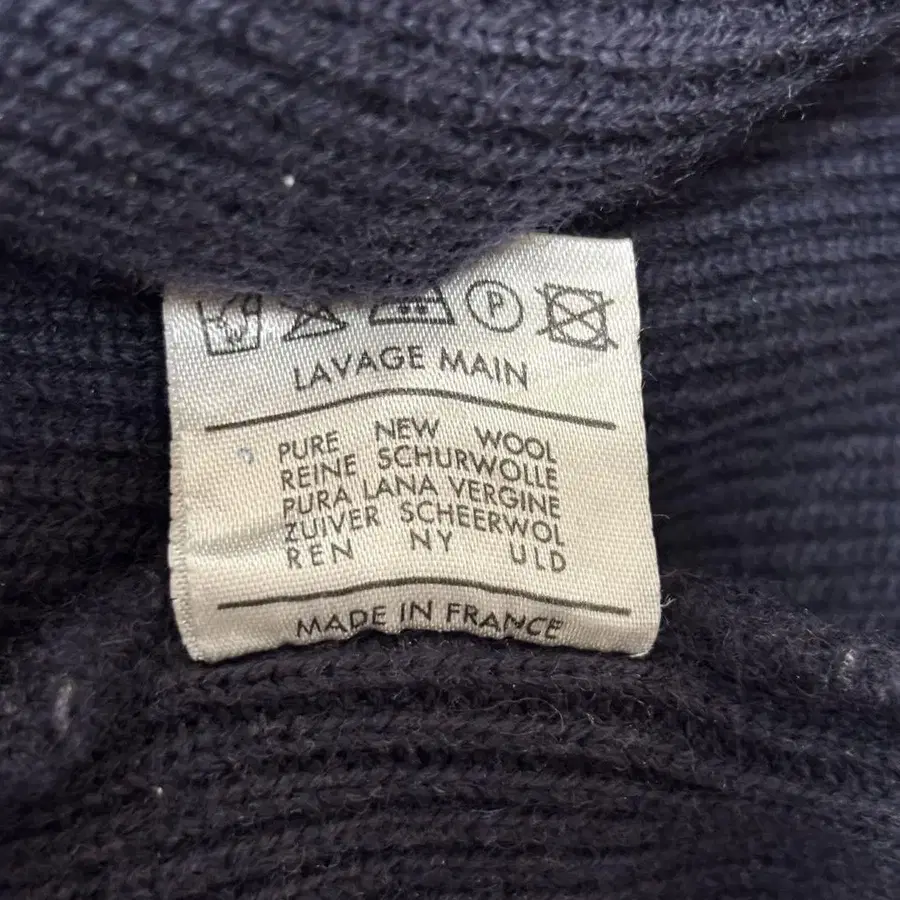 P
LAVAGE MAIN
PURE NEW WOOL
REINE SCHURWOLLE
PURA LANA VERGINE
ZUIVER SCHEERWOL
REN NY ULD
MADE IN FRANCE